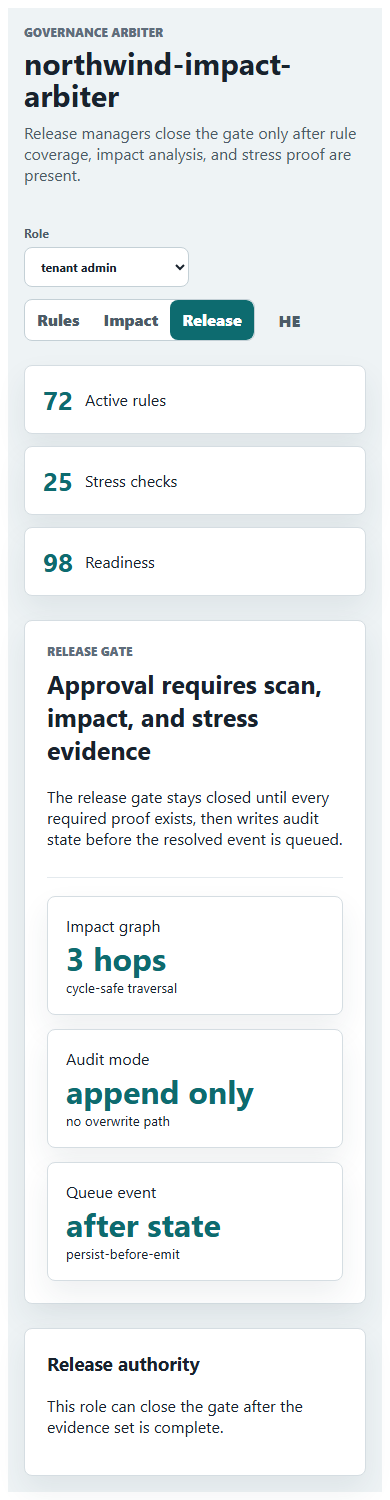 GOVERNANCE ARBITER
northwind-impact-
arbiter
Release managers close the gate only after rule
coverage, impact analysis, and stress proof are
present.
Role
tenant admin
Rules Impact Release HE
72 Active rules
25 Stress checks
98 Readiness
RELEASE GATE
Approval requires scan,
impact, and stress
evidence
The release gate stays closed until every
required proof exists, then writes audit
state before the resolved event is queued.
Impact graph
3 hops
cycle-safe traversal
Audit mode
append only
no overwrite path
Queue event
after state
persist-before-emit
Release authority
This role can close the gate after the
evidence set is complete.